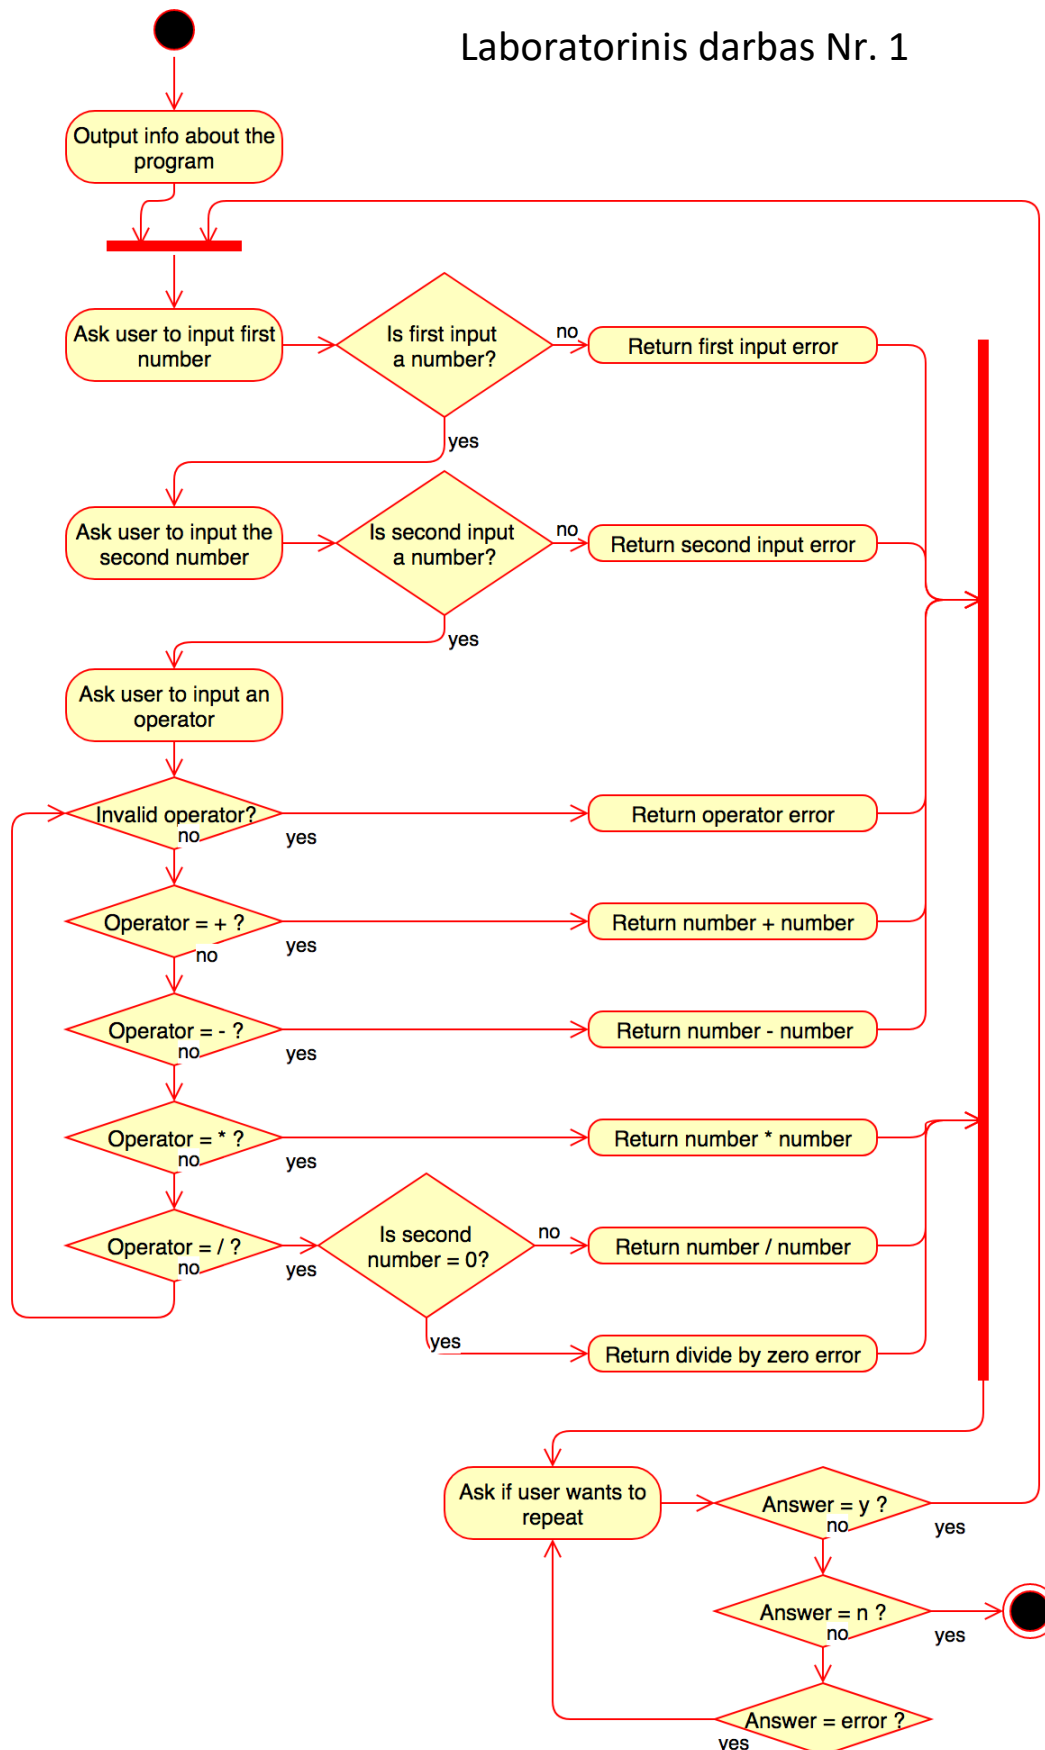 Laboratorinis darbas Nr. 1
Output info about the
program
Ask user to input first
number
Is first input
a number?
no
Return first input error
yes
Ask user to input the
second number
Is second input
a number?
no
Return second input error
yes
Ask user to input an
operator
Invalid operator?
no
yes
Return operator error
Operator = + ?
no
yes
Return number + number
Operator = - ?
no
yes
Return number - number
Operator = * ?
no
yes
Return number * number
Operator = / ?
no
yes
Is second
number = 0?
no
Return number / number
yes
Return divide by zero error
Ask if user wants to
repeat
Answer = y ?
no
yes
Answer = n ?
no
yes
Answer = error ?
yes